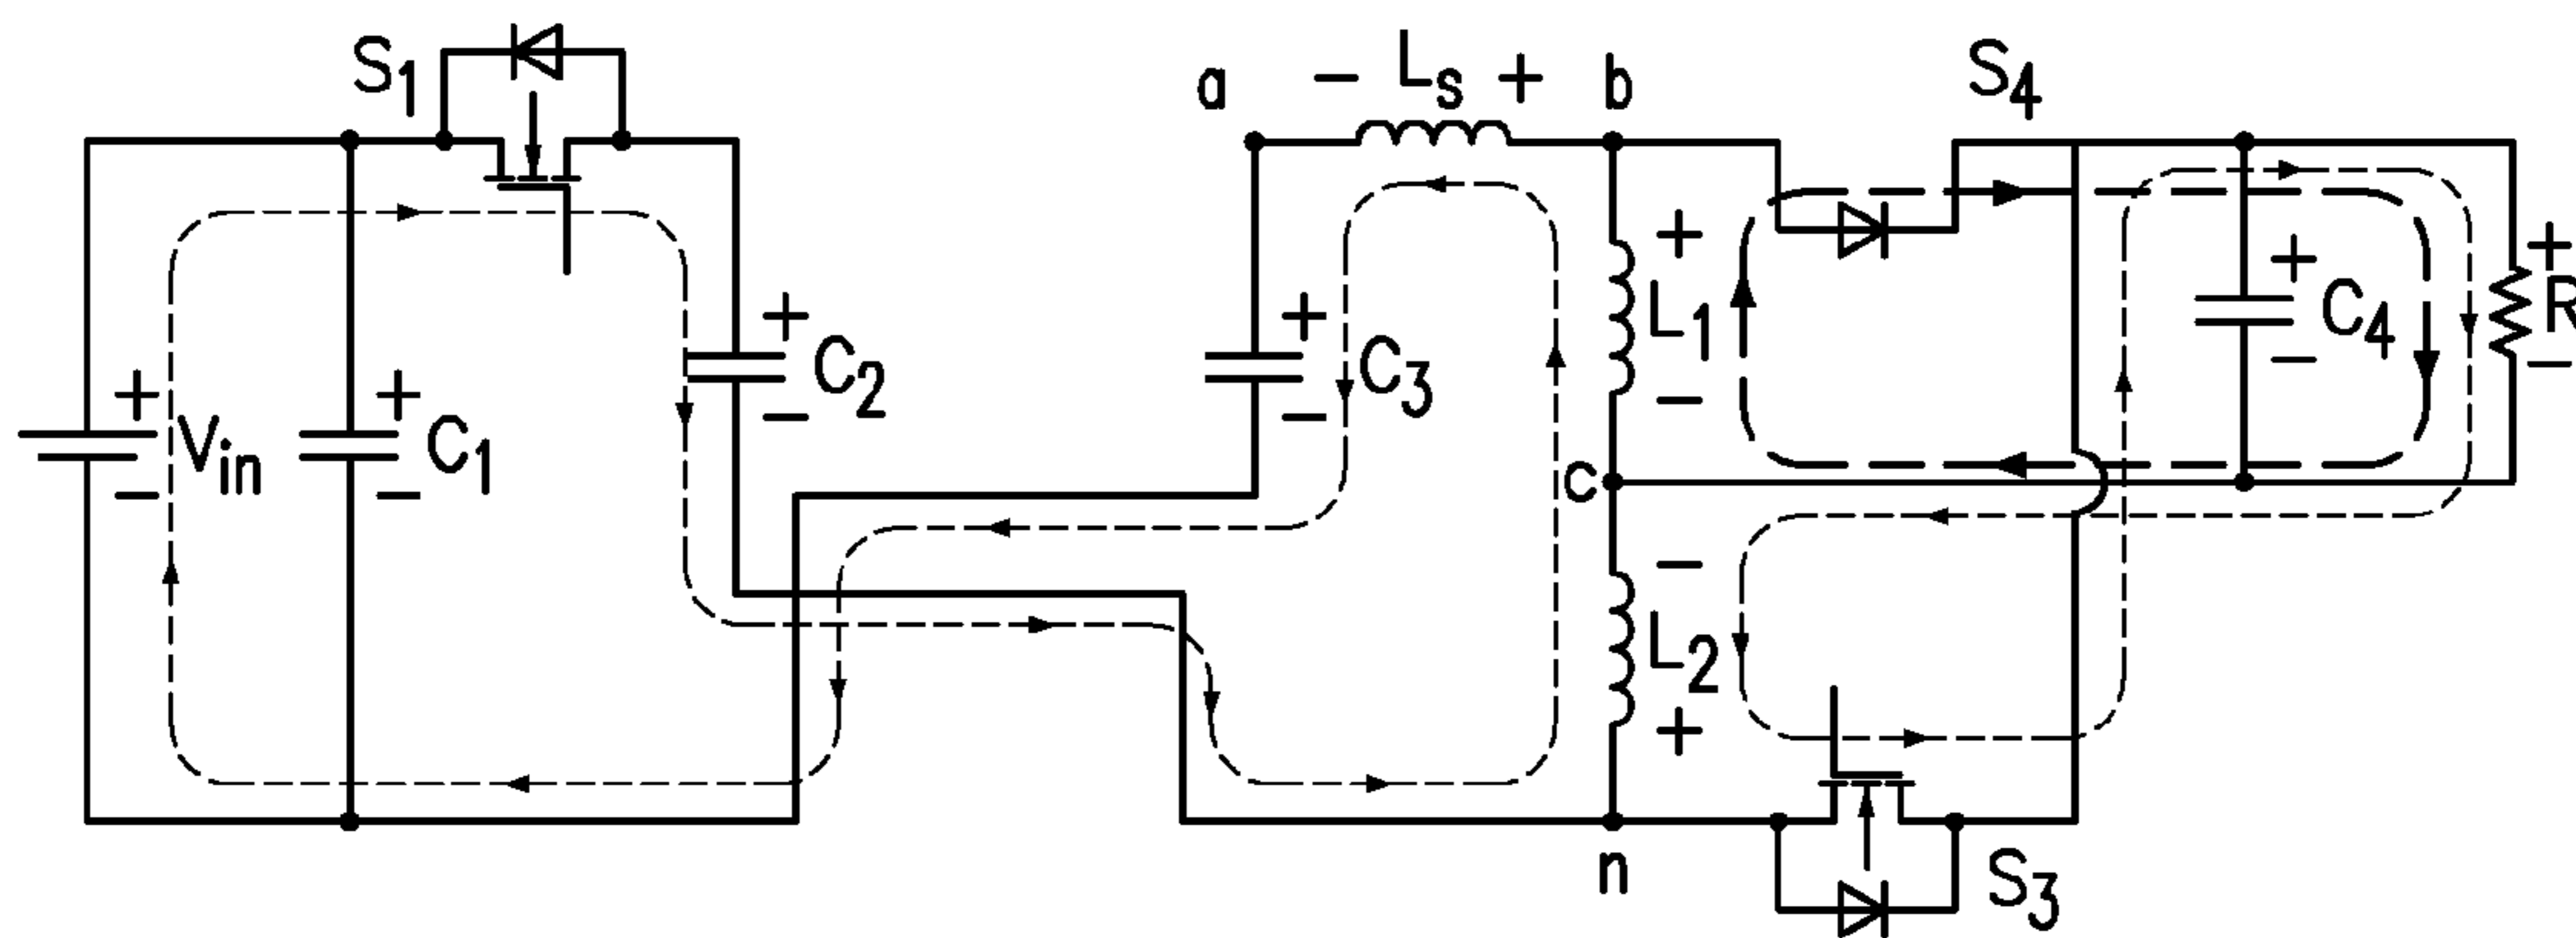 S1
a
− Ls +
b
S4
+
Vin
−
+
C1
−
+
C2
−
+
C3
−
+
L1
−
c
−
L2
+
n
+
C4
−
+
R
−
S3